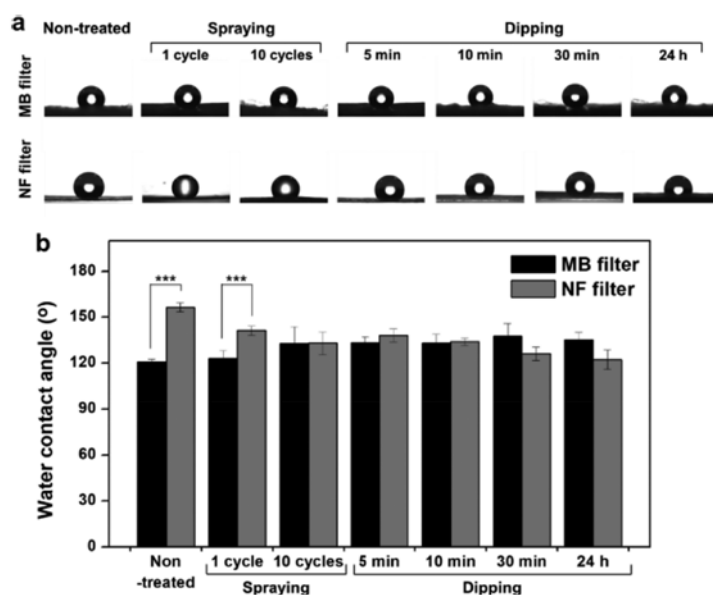 a
Non-treated Spraying Dipping
1 cycle 10 cycles 5 min 10 min 30 min 24 h
MB filter
NF filter
b
Water contact angle (º)
180
150
120
90
60
30
0
*** ***
MB filter
NF filter
Non
-treated
1 cycle 10 cycles 5 min 10 min 30 min 24 h
Spraying Dipping